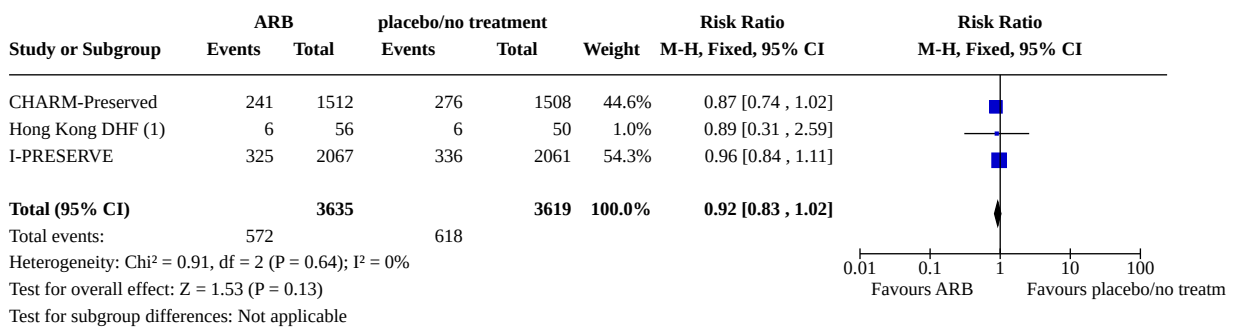 ARB placebo/no treatment Risk Ratio Risk Ratio
Study or Subgroup Events Total Events Total Weight M-H, Fixed, 95% CI M-H, Fixed, 95% CI
CHARM-Preserved 241 1512 276 1508 44.6% 0.87 [0.74 , 1.02]
Hong Kong DHF (1) 6 56 6 50 1.0% 0.89 [0.31 , 2.59]
I-PRESERVE 325 2067 336 2061 54.3% 0.96 [0.84 , 1.11]
Total (95% CI) 3635 3619 100.0% 0.92 [0.83 , 1.02]
Total events: 572 618
Heterogeneity: Chi² = 0.91, df = 2 (P = 0.64); I² = 0%
0.01 0.1 1 10 100
Test for overall effect: Z = 1.53 (P = 0.13) Favours ARB Favours placebo/no treatm
Test for subgroup differences: Not applicable